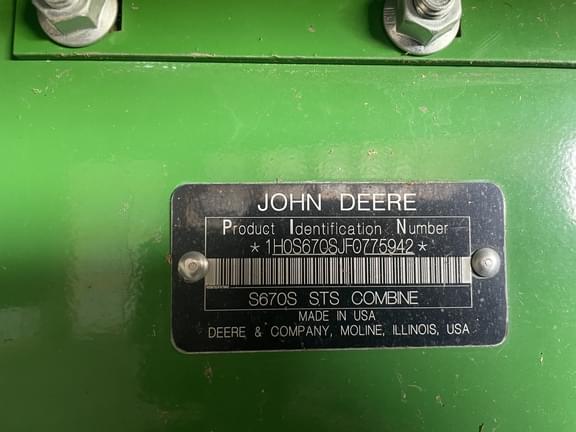 JOHN DEERE
Product Identification Number
*1H0S670SJF0775942*
S670S STS COMBINE
MADE IN USA
DEERE & COMPANY, MOLINE, ILLINOIS, USA